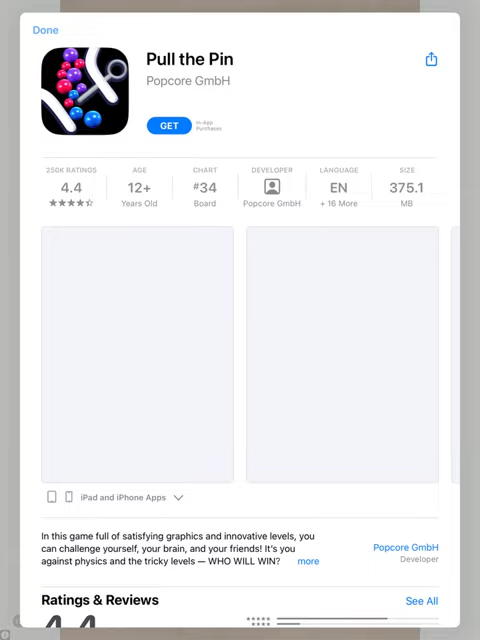 Done
Pull the Pin
Popcore GmbH
GET
In-App
Purchases
250K RATINGS
AGE
CHART
DEVELOPER
LANGUAGE
SIZE
4.4
12+
#34
EN
375.1
Years Old
Board
Popcore GmbH
+ 16 More
MB
iPad and iPhone Apps
In this game full of satisfying graphics and innovative levels, you
can challenge yourself, your brain, and your friends! It's you
against physics and the tricky levels — WHO WILL WIN?
more
Popcore GmbH
Developer
Ratings & Reviews
See All
4.4